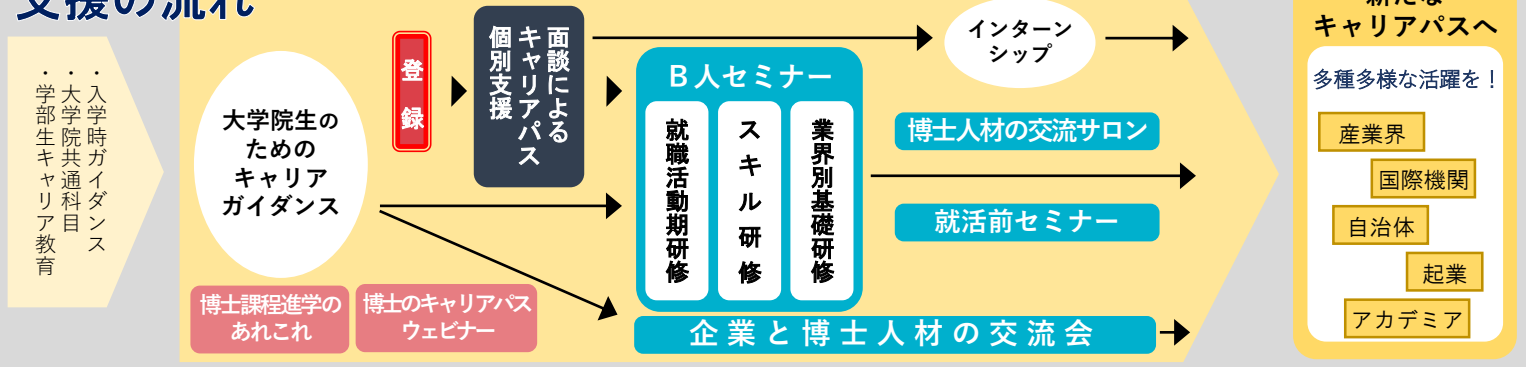 支援の流れ
・入学時ガイダンス
・大学院共通科目
・学部生キャリア教育
大学院生の
ための
キャリア
ガイダンス
博士課程進学の
あれこれ
博士のキャリアパス
ウェビナー
登録
面談による
キャリアパス
個別支援
B人セミナー
就職活動期研修
スキル研修
業界別基礎研修
企業と博士人材の交流会
インターン
シップ
博士人材の交流サロン
就活前セミナー
新たな
キャリアパスへ
多種多様な活躍を！
産業界
国際機関
自治体
起業
アカデミア